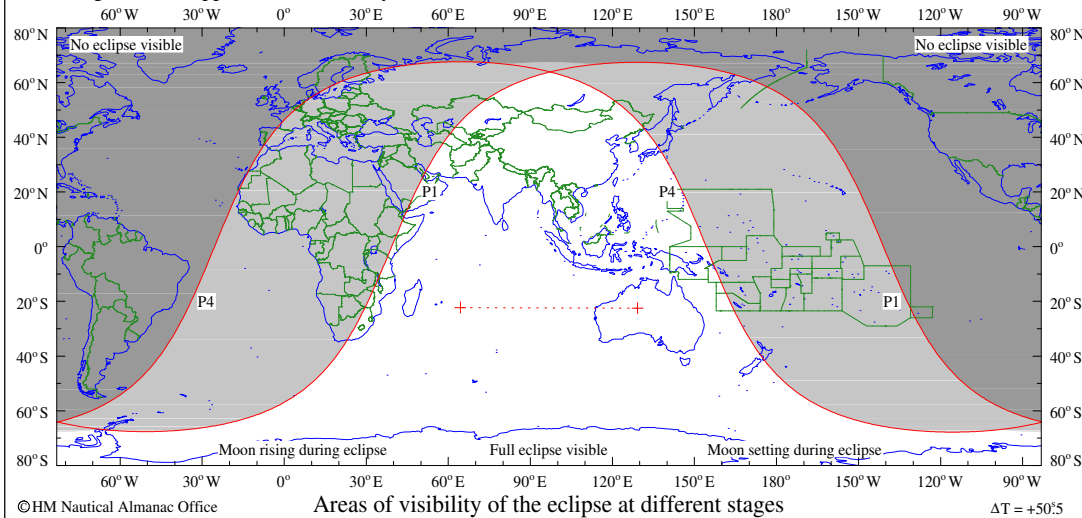 60° W 30° W 0° 30° E 60° E 90° E 120° E 150° E 180° 150° W 120° W 90° W
80° N 80° N
No eclipse visible No eclipse visible
60° N 60° N
40° N 40° N
20° N P1 P4 20° N
0° 0°
20° S P4 P1 20° S
40° S 40° S
60° S 60° S
Moon rising during eclipse Full eclipse visible Moon setting during eclipse
80° S 80° S
60° W 30° W 0° 30° E 60° E 90° E 120° E 150° E 180° 150° W 120° W 90° W
© HM Nautical Almanac Office Areas of visibility of the eclipse at different stages ΔT = +50ˢ.5